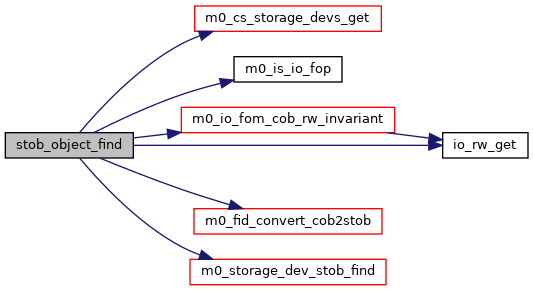 m0_cs_storage_devs_get
m0_is_io_fop
m0_io_fom_cob_rw_invariant
stob_object_find
io_rw_get
m0_fid_convert_cob2stob
m0_storage_dev_stob_find